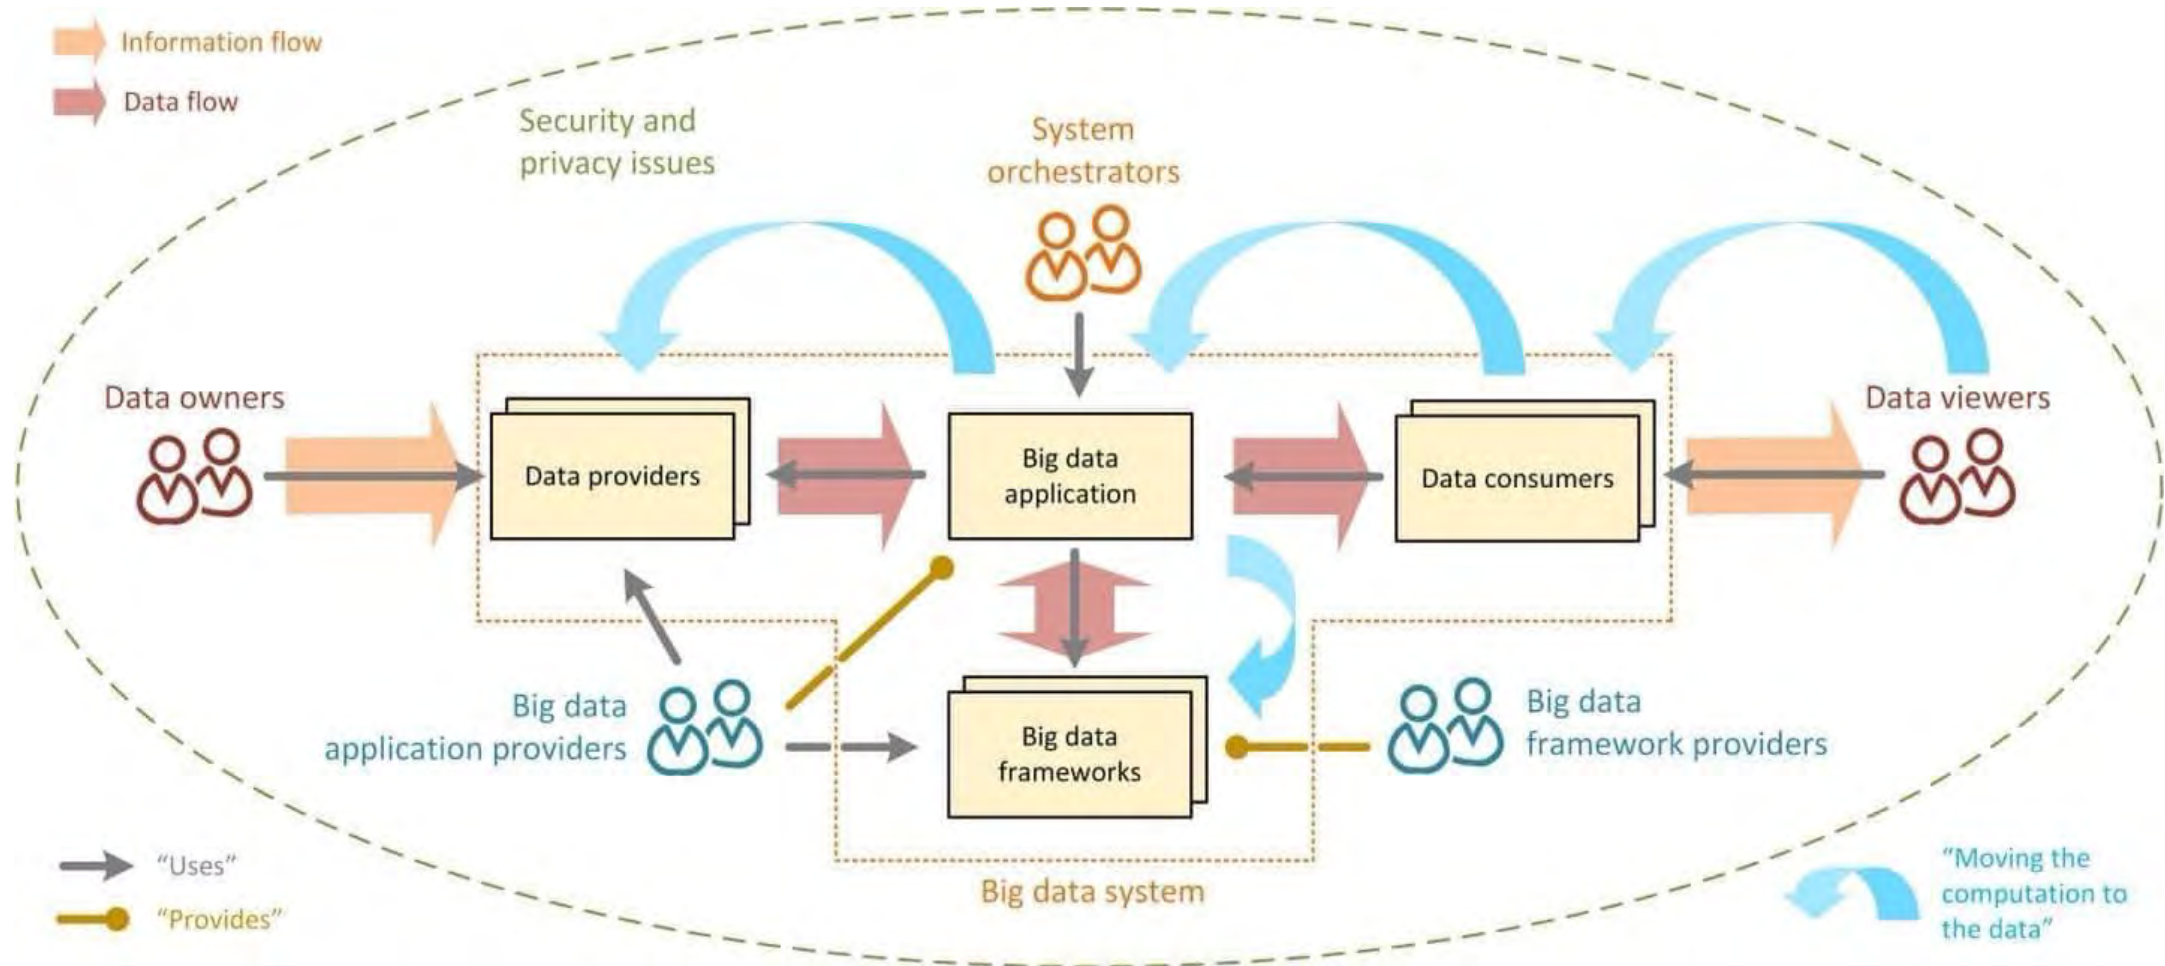 Information flow
Data flow
Security and
privacy issues
System
orchestrators
Data owners
Data viewers
Data providers
Big data
application
Data consumers
Big data
application providers
Big data
frameworks
Big data
framework providers
Big data system
“Uses”
“Provides”
“Moving the
computation to
the data”